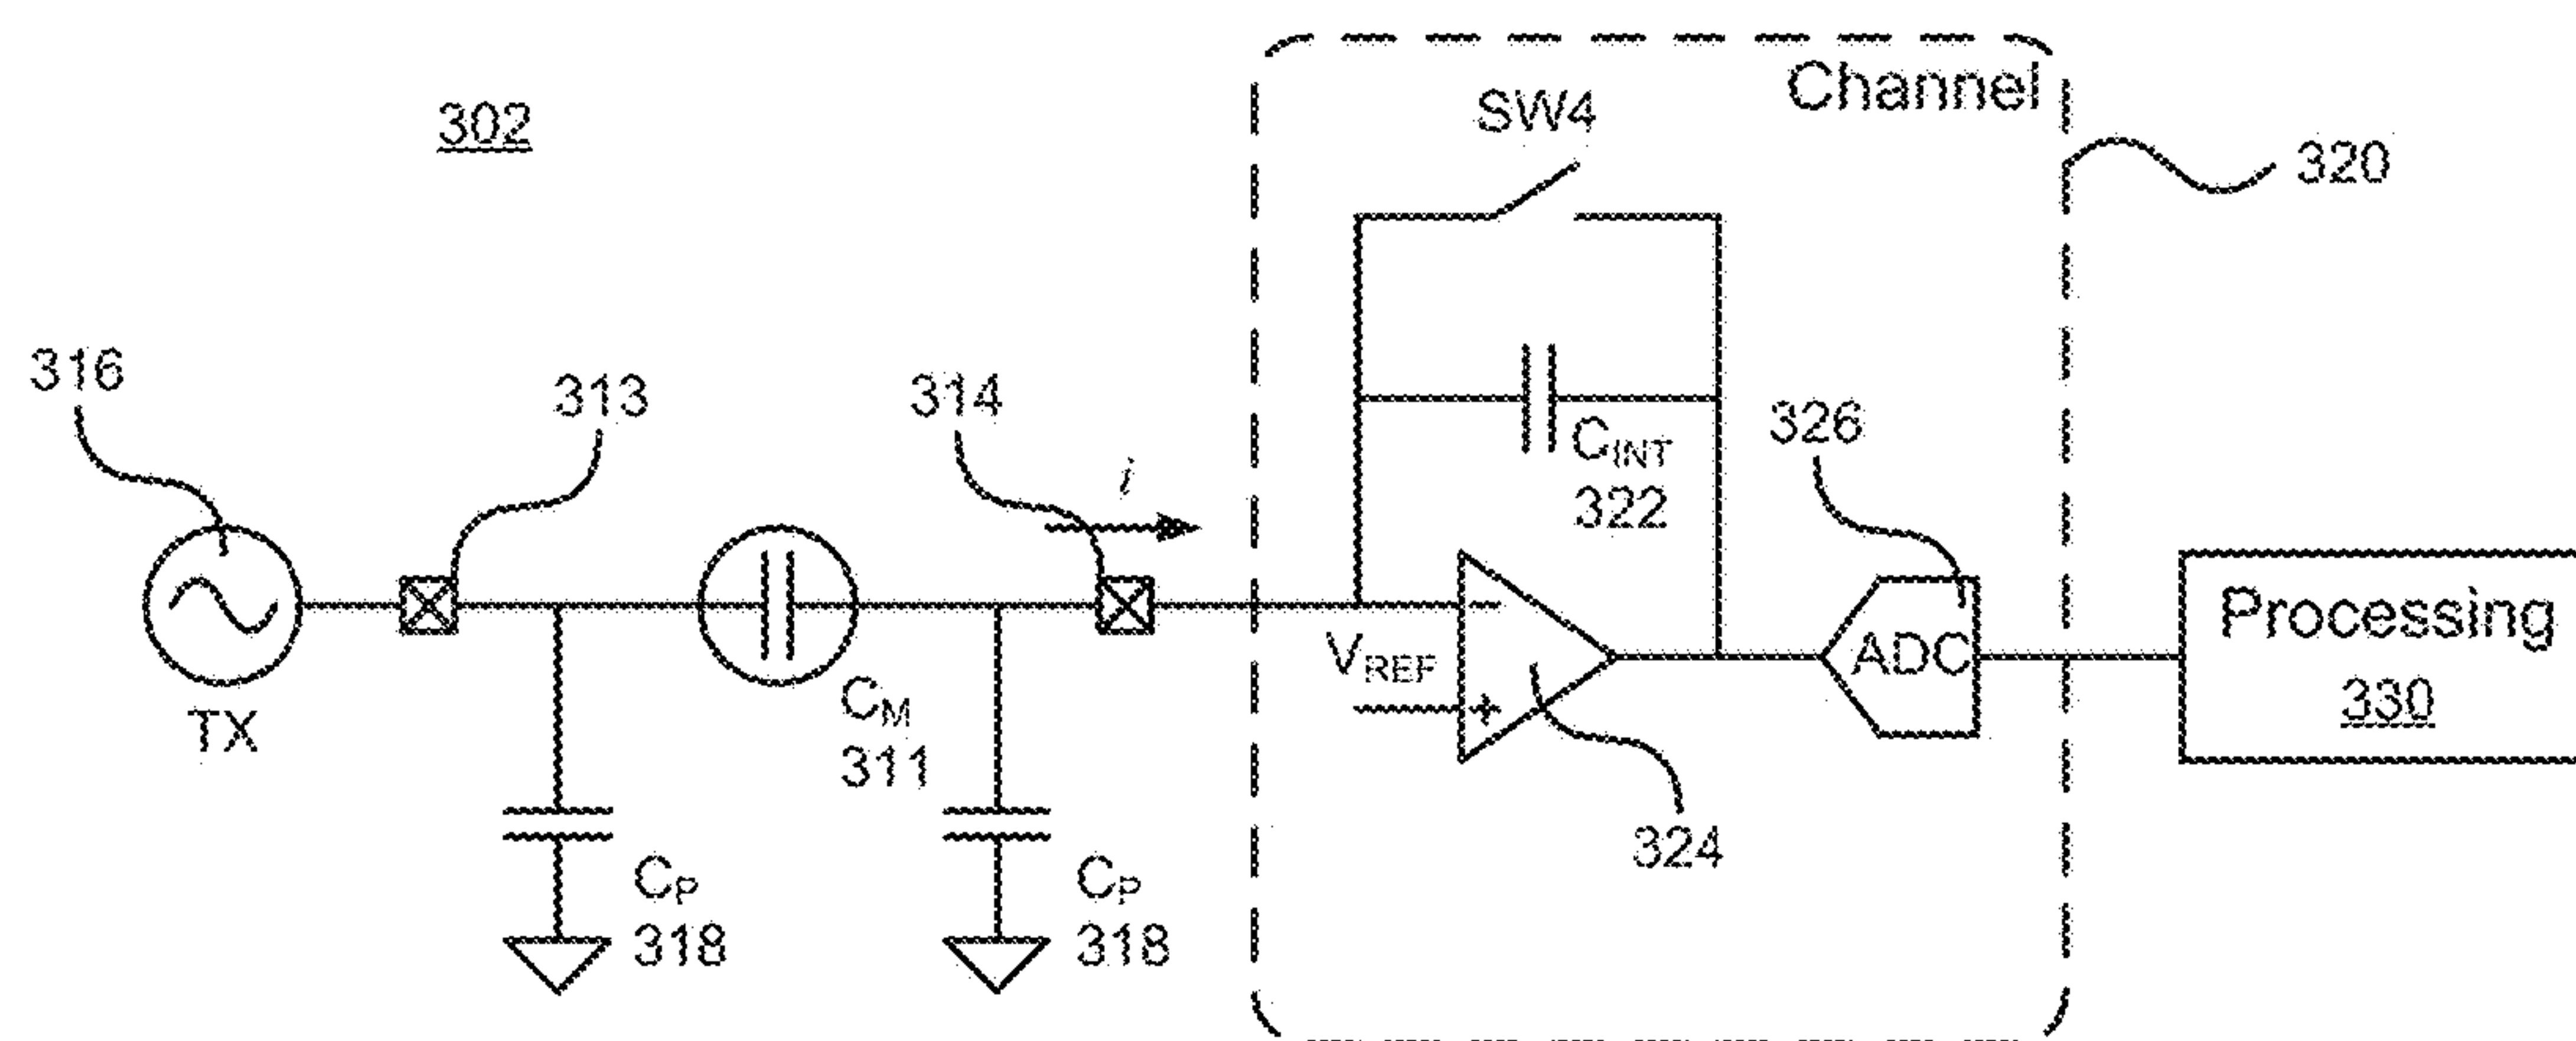 302
Channel
SW4
320
316
313
314
i
326
C_INT
322
V_REF
−
+
ADC
Processing
330
TX
C_M
311
324
C_P
318
C_P
318